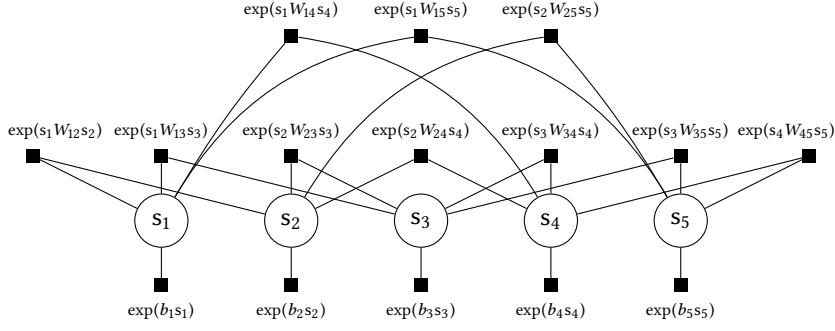 exp(s₁W₁₄s₄) exp(s₁W₁₅s₅) exp(s₂W₂₅s₅)
exp(s₁W₁₂s₂) exp(s₁W₁₃s₃) exp(s₂W₂₃s₃) exp(s₂W₂₄s₄) exp(s₃W₃₄s₄) exp(s₃W₃₅s₅) exp(s₄W₄₅s₅)
s₁ s₂ s₃ s₄ s₅
exp(b₁s₁) exp(b₂s₂) exp(b₃s₃) exp(b₄s₄) exp(b₅s₅)